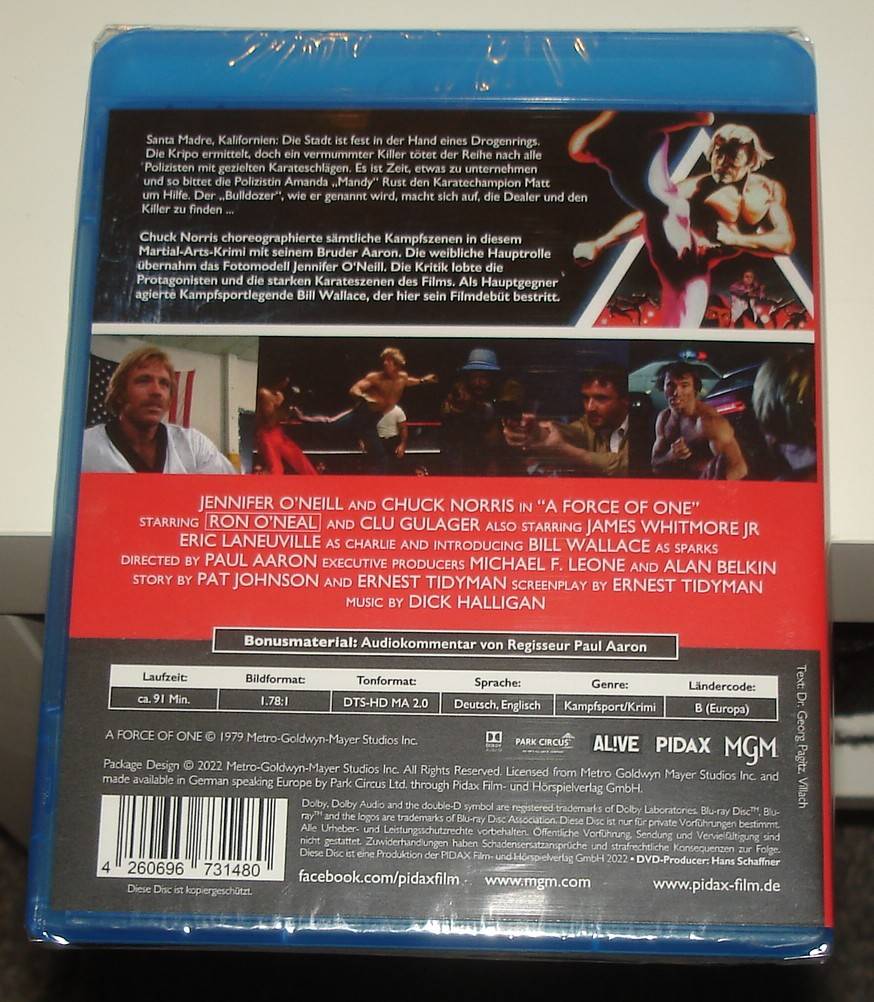 Santa Madre, Kalifornien: Die Stadt ist fest in der Hand eines Drogenrings.
Die Kripo ermittelt, doch ein vermummter Killer tötet der Reihe nach alle
Polizisten mit gezielten Karateschlägen. Es ist Zeit, etwas zu unternehmen
und so bittet die Polizistin Amanda „Mandy“ Rust den Karatechampion Matt
um Hilfe. Der „Bulldozer“, wie er genannt wird, macht sich auf, die Dealer und den
Killer zu finden ...
Chuck Norris choreographierte sämtliche Kampfszenen in diesem
Martial-Arts-Krimi mit seinem Bruder Aaron. Die weibliche Hauptrolle
übernahm das Fotomodell Jennifer O'Neill. Die Kritik lobte die
Protagonisten und die starken Karateszenen des Films. Als Hauptgegner
agierte Kampfsportlegende Bill Wallace, der hier sein Filmdebüt bestritt.
JENNIFER O'NEILL AND CHUCK NORRIS IN "A FORCE OF ONE"
STARRING RON O'NEAL AND CLU GULAGER ALSO STARRING JAMES WHITMORE JR
ERIC LANEUVILLE AS CHARLIE AND INTRODUCING BILL WALLACE AS SPARKS
DIRECTED BY PAUL AARON EXECUTIVE PRODUCERS MICHAEL F. LEONE AND ALAN BELKIN
STORY BY PAT JOHNSON AND ERNEST TIDYMAN SCREENPLAY BY ERNEST TIDYMAN
MUSIC BY DICK HALLIGAN
Bonusmaterial: Audiokommentar von Regisseur Paul Aaron
Laufzeit: Bildformat: Tonformat: Sprache: Genre: Ländercode:
ca. 91 Min. 1.78:1 DTS-HD MA 2.0 Deutsch, Englisch Kampfsport/Krimi B (Europa)
Text: Dr. Georg Pagitz, Villach
A FORCE OF ONE © 1979 Metro-Goldwyn-Mayer Studios Inc.
DOLBY PARK CIRCUS AL!VE PIDAX MGM
Package Design © 2022 Metro-Goldwyn-Mayer Studios Inc. All Rights Reserved. Licensed from Metro Goldwyn Mayer Studios Inc. and
made available in German speaking Europe by Park Circus Ltd. through Pidax Film- und Hörspielverlag GmbH.
Dolby, Dolby Audio and the double-D symbol are registered trademarks of Dolby Laboratories. Blu-ray Disc™, Blu-
ray™ and the logos are trademarks of Blu-ray Disc Association. Diese Disc ist nur für private Vorführungen bestimmt.
Alle Urheber- und Leistungsschutzrechte vorbehalten. Öffentliche Vorführung, Sendung und Vervielfältigung sind
nicht gestattet. Zuwiderhandlungen haben Schadensersatzansprüche und strafrechtliche Konsequenzen zur Folge.
Diese Disc ist eine Produktion der PIDAX Film- und Hörspielverlag GmbH 2022 • DVD-Producer: Hans Schaffner
4 260696 731480
Diese Disc ist kopiergeschützt.
facebook.com/pidaxfilm - www.mgm.com www.pidax-film.de